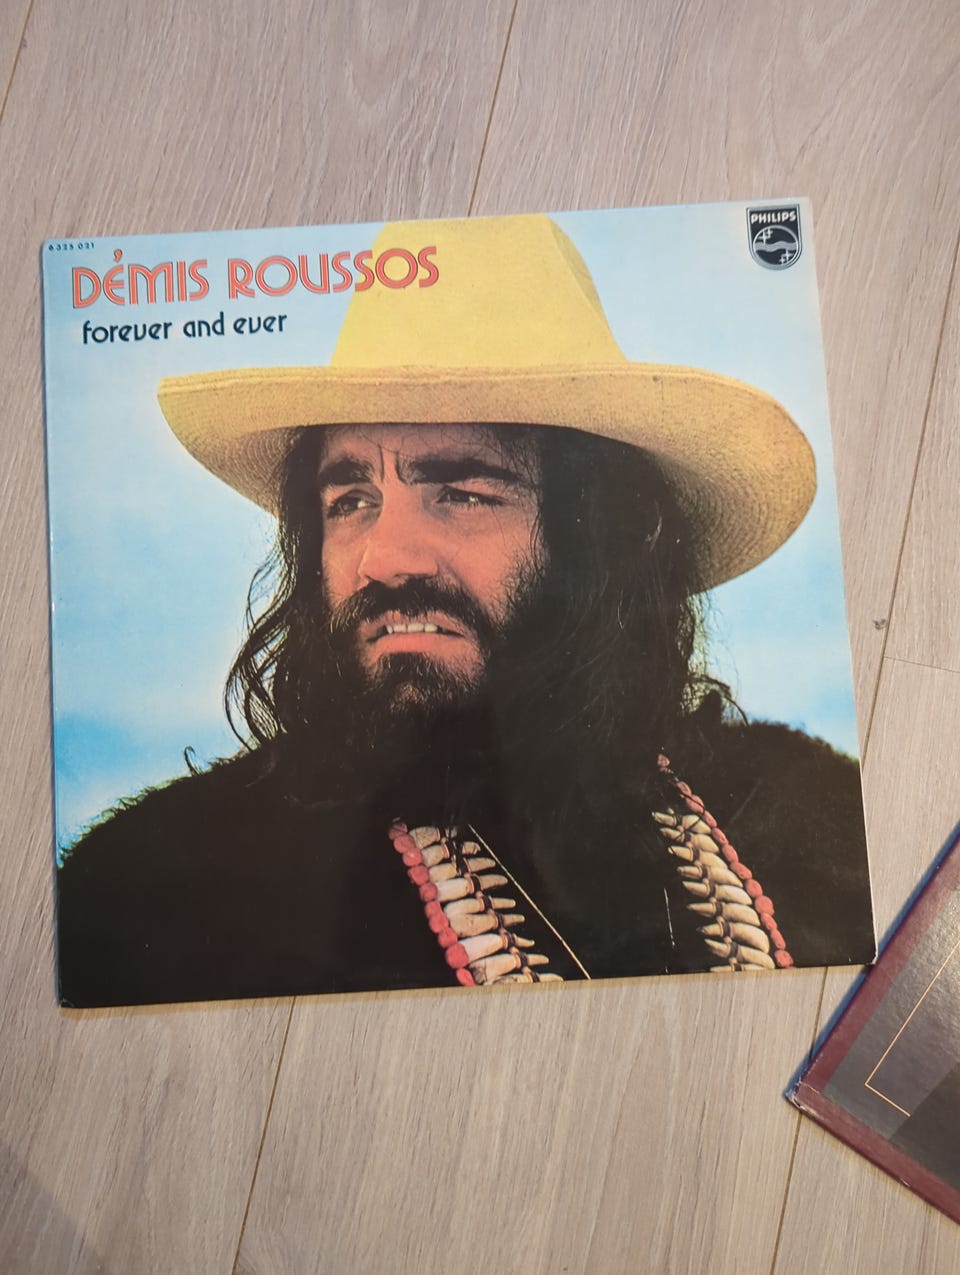 6325 021
DÉMIS ROUSSOS
forever and ever
PHILIPS